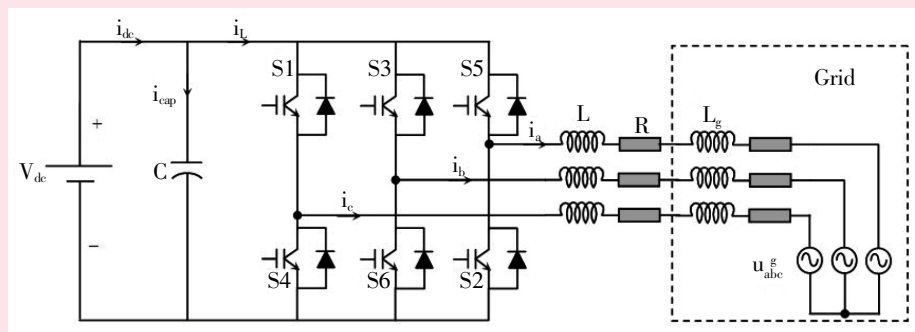 i_dc
i_L
S1
S3
S5
Grid
i_cap
+
V_dc
C
−
i_a
L
R
L_g
i_b
i_c
S4
S6
S2
u_abc^g